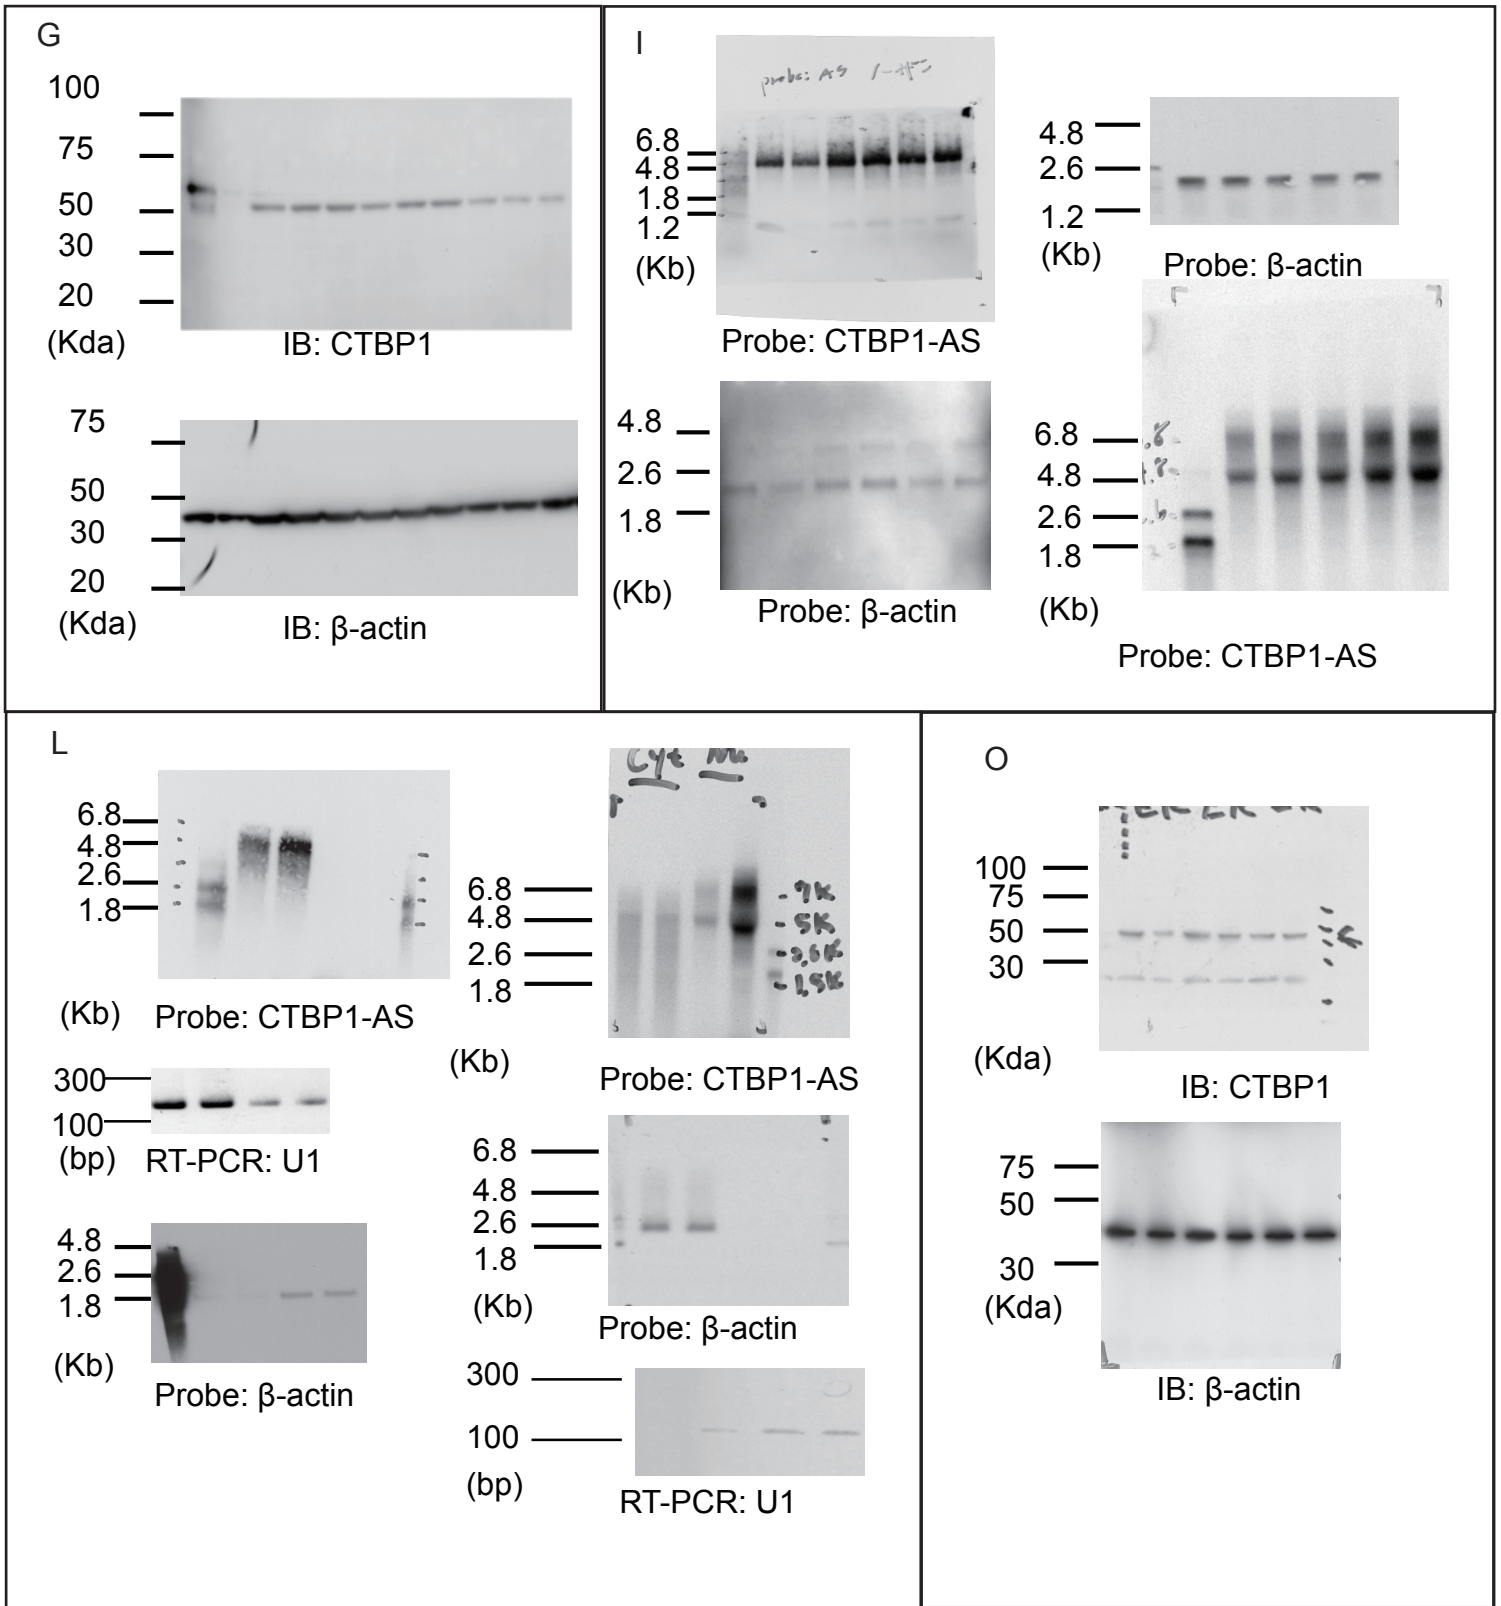 G
100
75
50
30
20
(Kda)
IB: CTBP1
75
50
30
20
(Kda)
IB: β-actin
I
probe: AS
6.8
4.8
1.8
1.2
(Kb)
Probe: CTBP1-AS
4.8
2.6
1.2
(Kb)
Probe: β-actin
4.8
2.6
1.8
(Kb)
Probe: β-actin
6.8
4.8
2.6
1.8
(Kb)
Probe: CTBP1-AS
L
6.8
4.8
2.6
1.8
(Kb)
Probe: CTBP1-AS
300
100
(bp)
RT-PCR: U1
4.8
2.6
1.8
(Kb)
Probe: β-actin
Cyt
6.8
4.8
2.6
1.8
9K
5K
1.5K
(Kb)
Probe: CTBP1-AS
6.8
4.8
2.6
1.8
(Kb)
Probe: β-actin
300
100
(bp)
RT-PCR: U1
O
100
75
50
30
(Kda)
IB: CTBP1
75
50
30
(Kda)
IB: β-actin